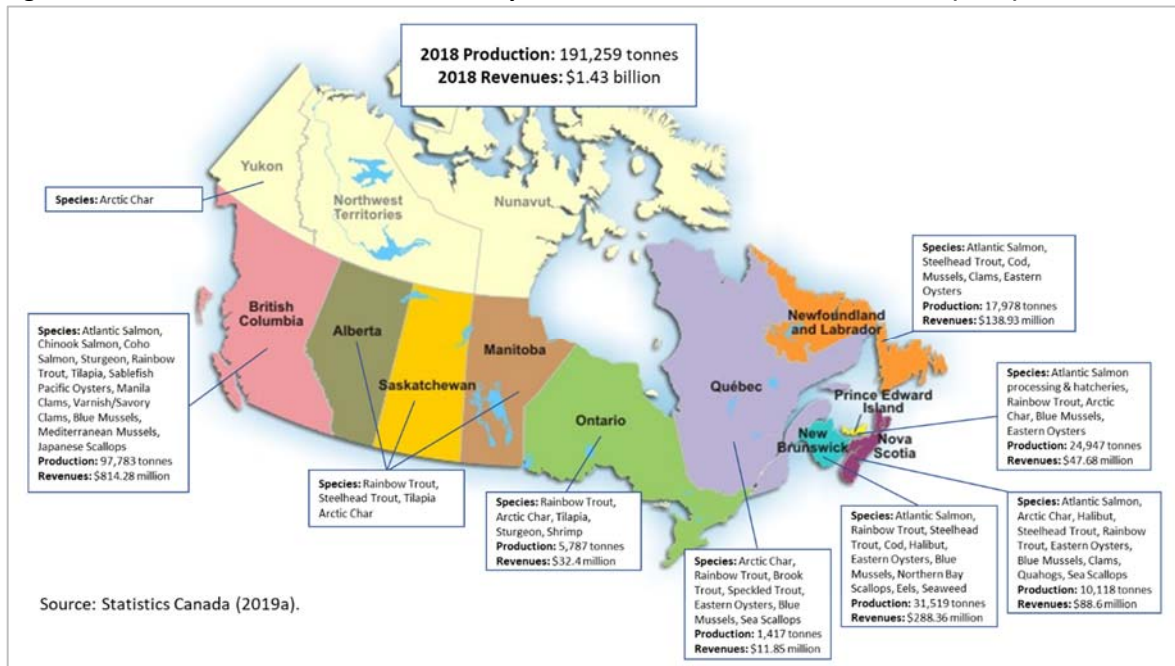 2018 Production: 191,259 tonnes
2018 Revenues: $1.43 billion
Yukon
Northwest
Territories
Nunavut
Species: Arctic Char
British
Columbia
Alberta
Saskatchewan
Manitoba
Ontario
Québec
Newfoundland
and Labrador
Prince Edward
Island
New
Brunswick
Nova
Scotia
Species: Atlantic Salmon,
Steelhead Trout, Cod,
Mussels, Clams, Eastern
Oysters
Production: 17,978 tonnes
Revenues: $138.93 million
Species: Atlantic Salmon,
Chinook Salmon, Coho
Salmon, Sturgeon, Rainbow
Trout, Tilapia, Sablefish
Pacific Oysters, Manila
Clams, Varnish/Savory
Clams, Blue Mussels,
Mediterranean Mussels,
Japanese Scallops
Production: 97,783 tonnes
Revenues: $814.28 million
Species: Atlantic Salmon
processing & hatcheries,
Rainbow Trout, Arctic
Char, Blue Mussels,
Eastern Oysters
Production: 24,947 tonnes
Revenues: $47.68 million
Species: Rainbow Trout,
Steelhead Trout, Tilapia
Arctic Char
Species: Rainbow Trout,
Arctic Char, Tilapia,
Sturgeon, Shrimp
Production: 5,787 tonnes
Revenues: $32.4 million
Species: Arctic Char,
Rainbow Trout, Brook
Trout, Speckled Trout,
Eastern Oysters, Blue
Mussels, Sea Scallops
Production: 1,417 tonnes
Revenues: $11.85 million
Species: Atlantic Salmon,
Rainbow Trout, Steelhead
Trout, Cod, Halibut,
Eastern Oysters, Blue
Mussels, Northern Bay
Scallops, Eels, Seaweed
Production: 31,519 tonnes
Revenues: $288.36 million
Species: Atlantic Salmon,
Arctic Char, Halibut,
Steelhead Trout, Rainbow
Trout, Eastern Oysters,
Blue Mussels, Clams,
Quahogs, Sea Scallops
Production: 10,118 tonnes
Revenues: $88.6 million
Source: Statistics Canada (2019a).